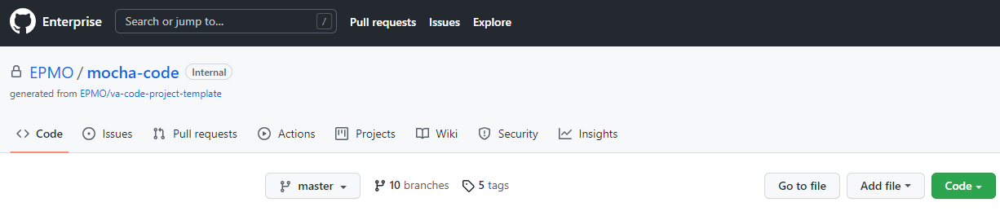 Enterprise Search or jump to... / Pull requests Issues Explore
EPMO / mocha-code Internal
generated from EPMO/va-code-project-template
Code Issues Pull requests Actions Projects Wiki Security Insights
master 10 branches 5 tags Go to file Add file Code